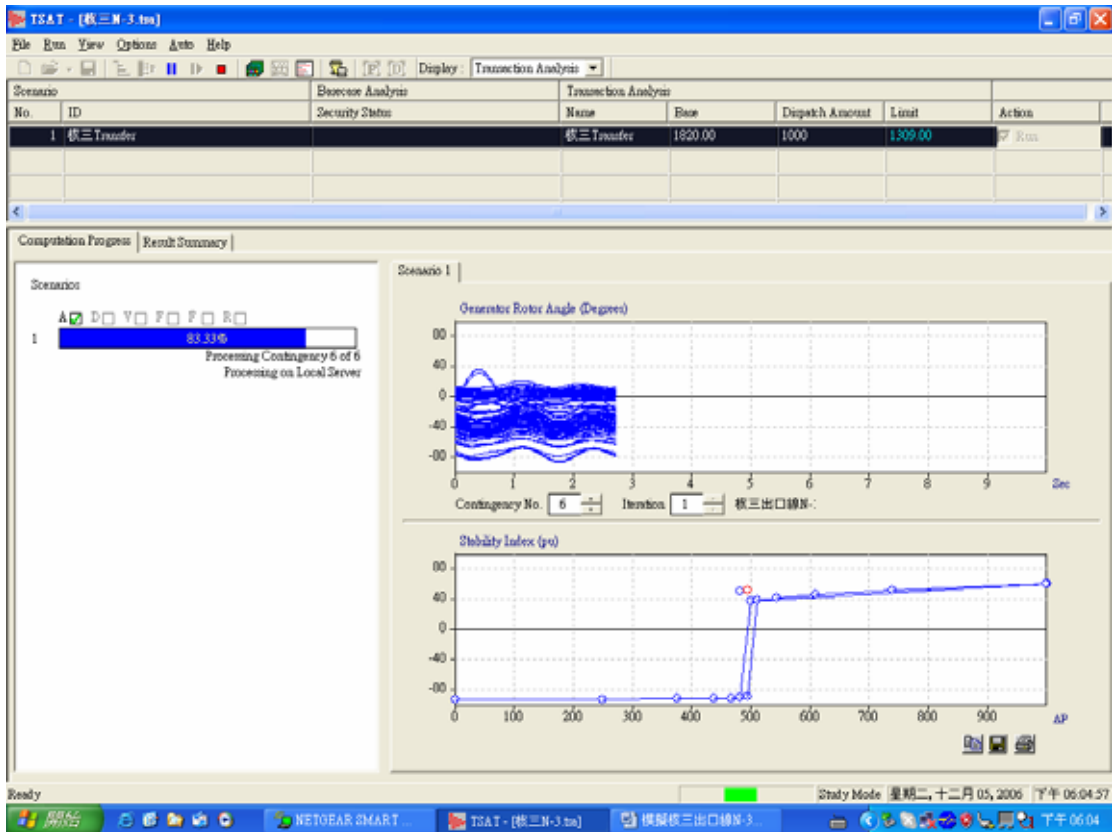 TSAT - [核三N-3.tsa]
File Run View Options Auto Help
Display: Transection Analysis
Scenario Basecase Analysis Transection Analysis
No. ID Security Status Name Base Dispatch Amount Limit Action
1 核三Transfer 核三Transfer 1820.00 1000 1309.00 Run
Computation Progress Result Summary
Scenarios
A D V F F R
1 83.33%
Processing Contingency 6 of 6
Processing on Local Server
Scenario 1
Generator Rotor Angle (Degrees)
80
40
0
-40
-80
0 1 2 3 4 5 6 7 8 9 Sec
Contingency No. 6 Iteration 1 核三出口線N-
Stability Index (pu)
80
40
0
-40
-80
0 100 200 300 400 500 600 700 800 900 ΔP
Ready Study Mode 星期二, 十二月 05, 2006 下午 06:04:57
開始 NETGEAR SMART ... TSAT - [核三N-3.tsa] 模擬核三出口線N-3... 下午 06:04